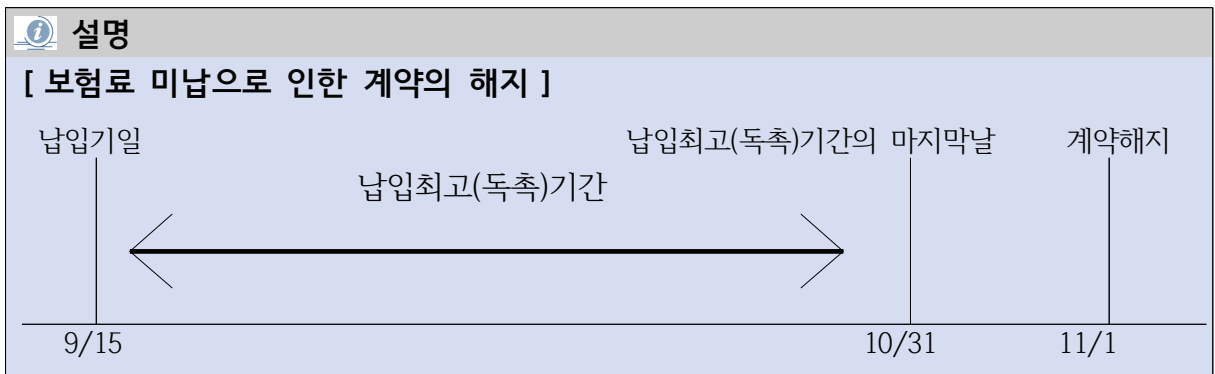 설명
[ 보험료 미납으로 인한 계약의 해지 ]
납입기일 납입최고(독촉)기간의 마지막날 계약해지
납입최고(독촉)기간
9/15 10/31 11/1